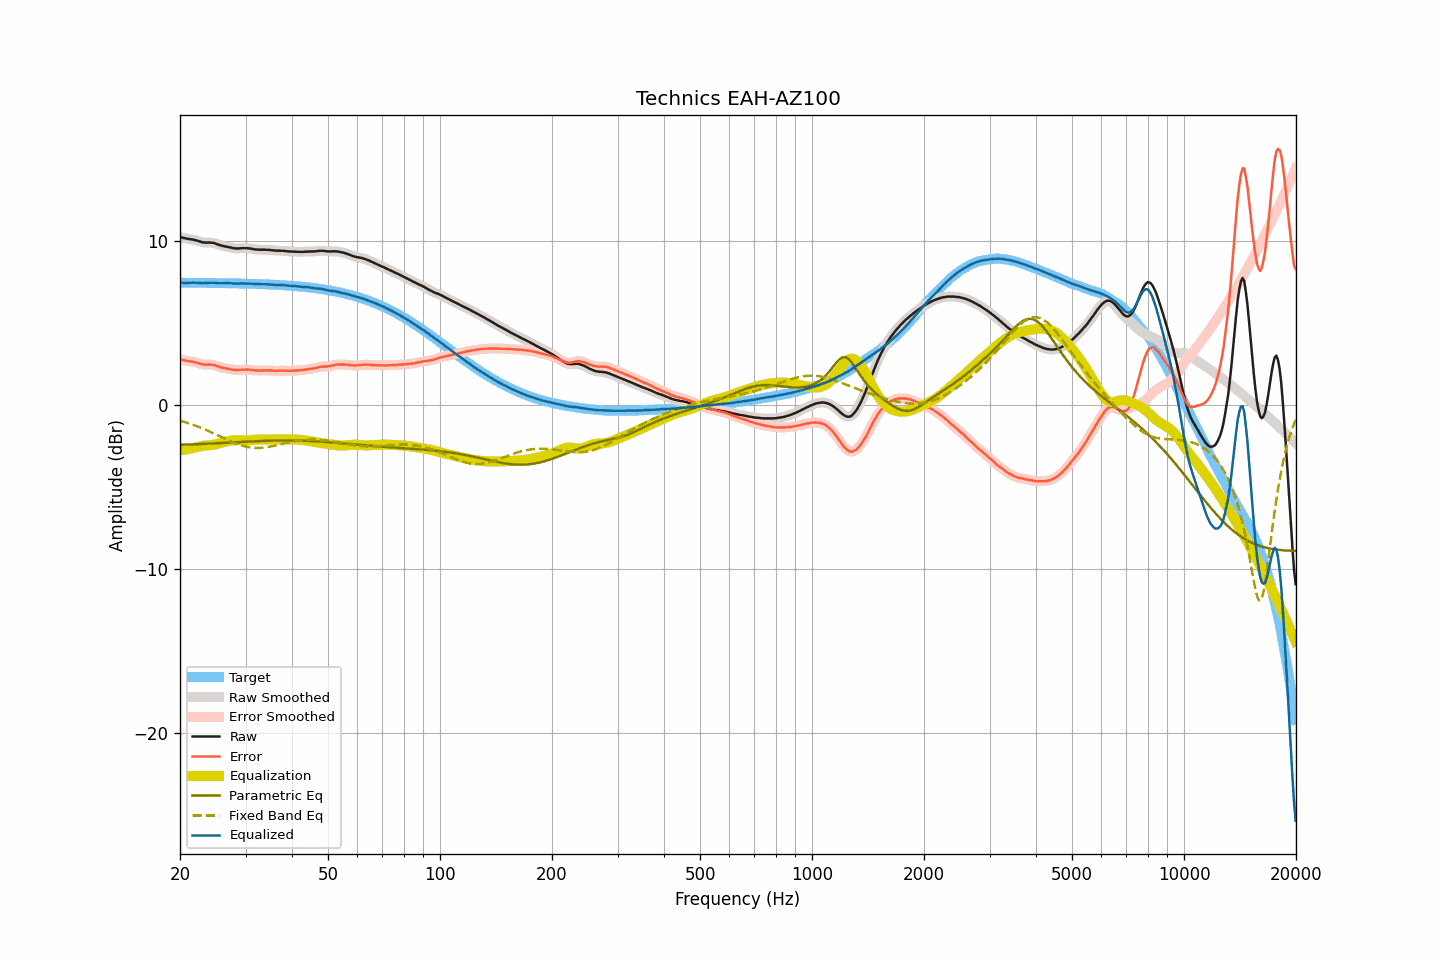 Technics EAH-AZ100
Amplitude (dBr)
10
0
−10
−20
Target
Raw Smoothed
Error Smoothed
Raw
Error
Equalization
Parametric Eq
Fixed Band Eq
Equalized
20 50 100 200 500 1000 2000 5000 10000 20000
Frequency (Hz)